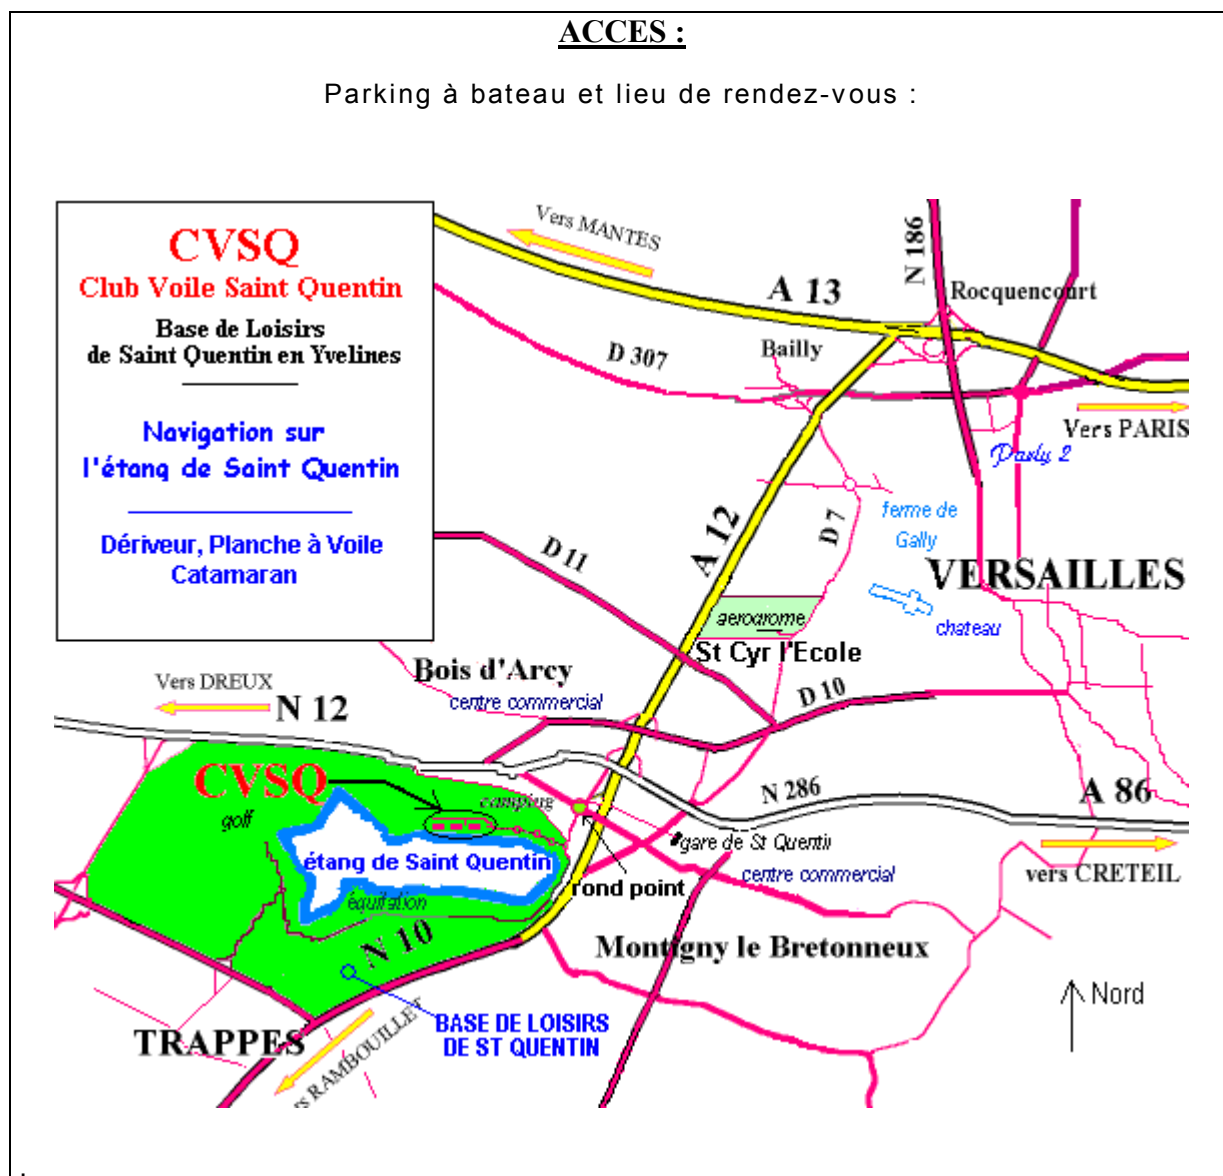 ACCES :
Parking à bateau et lieu de rendez-vous :
CVSQ
Club Voile Saint Quentin
Base de Loisirs
de Saint Quentin en Yvelines
Navigation sur
l'étang de Saint Quentin
Dériveur, Planche à Voile
Catamaran
Vers MANTES
A 13
N 186
Rocquencourt
Bailly
D 307
Vers PARIS
Parly 2
A 12
D 7
ferme de
Gally
D 11
VERSAILLES
aerodrome
chateau
St Cyr l'Ecole
Bois d'Arcy
centre commercial
D 10
Vers DREUX
N 12
CVSQ
golf
camping
N 286
A 86
gare de St Quentin
étang de Saint Quentin
rond point
centre commercial
vers CRETEIL
équitation
N 10
Montigny le Bretonneux
Nord
BASE DE LOISIRS
DE ST QUENTIN
TRAPPES
RAMBOUILLET
.